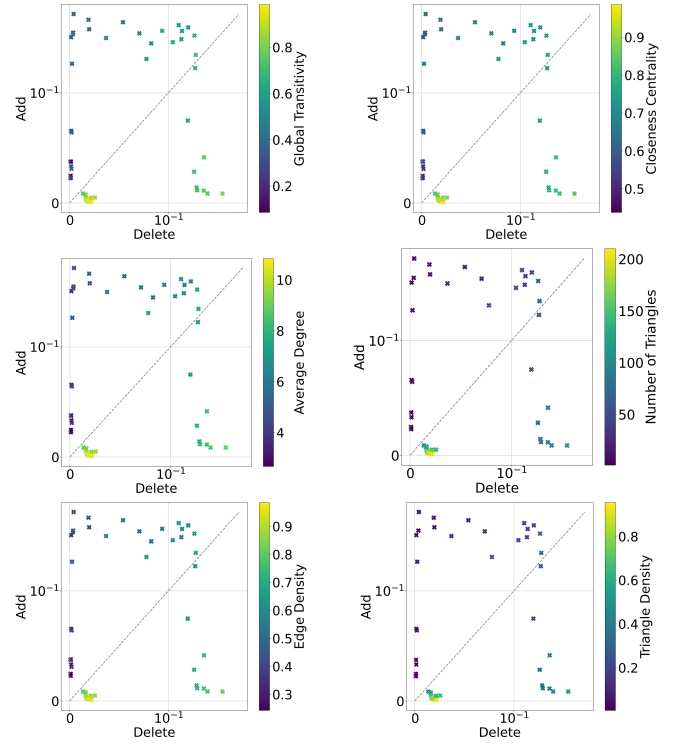 10⁻¹
0
Add
0
10⁻¹
Delete
0.8
0.6
0.4
0.2
Global Transitivity
10⁻¹
0
Add
0
10⁻¹
Delete
0.9
0.8
0.7
0.6
0.5
Closeness Centrality
10⁻¹
0
Add
0
10⁻¹
Delete
10
8
6
4
Average Degree
10⁻¹
0
Add
0
10⁻¹
Delete
200
150
100
50
Number of Triangles
10⁻¹
0
Add
0
10⁻¹
Delete
0.9
0.8
0.7
0.6
0.5
0.4
0.3
Edge Density
10⁻¹
0
Add
0
10⁻¹
Delete
0.8
0.6
0.4
0.2
Triangle Density